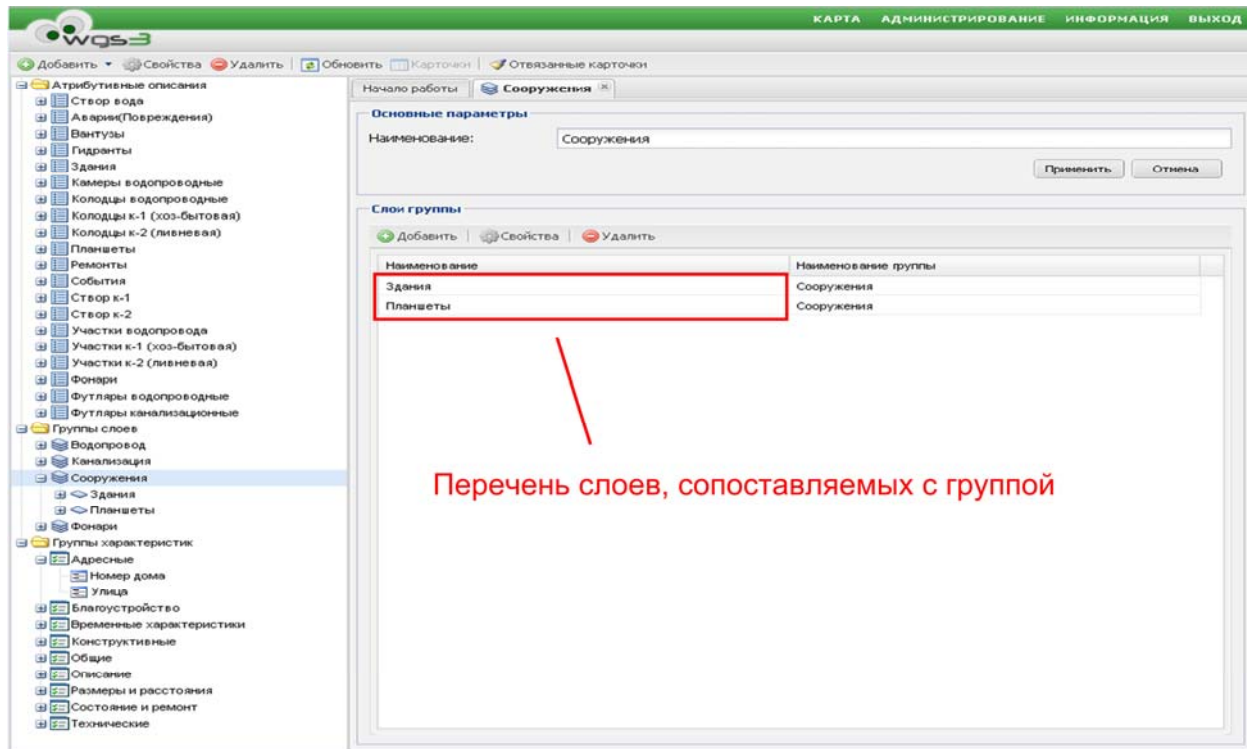 КАРТА АДМИНИСТРИРОВАНИЕ ИНФОРМАЦИЯ ВЫХОД
wgs-3
Добавить Свойства Удалить Обновить Карточки Отвязанные карточки
Атрибутивные описания
Створ вода
Аварии(Повреждения)
Вантузы
Гидранты
Здания
Камеры водопроводные
Колодцы водопроводные
Колодцы к-1 (хоз-бытовая)
Колодцы к-2 (ливневая)
Планшеты
Ремонты
События
Створ к-1
Створ к-2
Участки водопровода
Участки к-1 (хоз-бытовая)
Участки к-2 (ливневая)
Фонари
Футляры водопроводные
Футляры канализационные
Группы слоев
Водопровод
Канализация
Сооружения
Здания
Планшеты
Фонари
Группы характеристик
Адресные
Номер дома
Улица
Благоустройство
Временные характеристики
Конструктивные
Общие
Описание
Размеры и расстояния
Состояние и ремонт
Технические
Начало работы Сооружения
Основные параметры
Наименование: Сооружения
Применить Отмена
Слои группы
Добавить Свойства Удалить
Наименование Наименование группы
Здания Сооружения
Планшеты Сооружения
Перечень слоев, сопоставляемых с группой